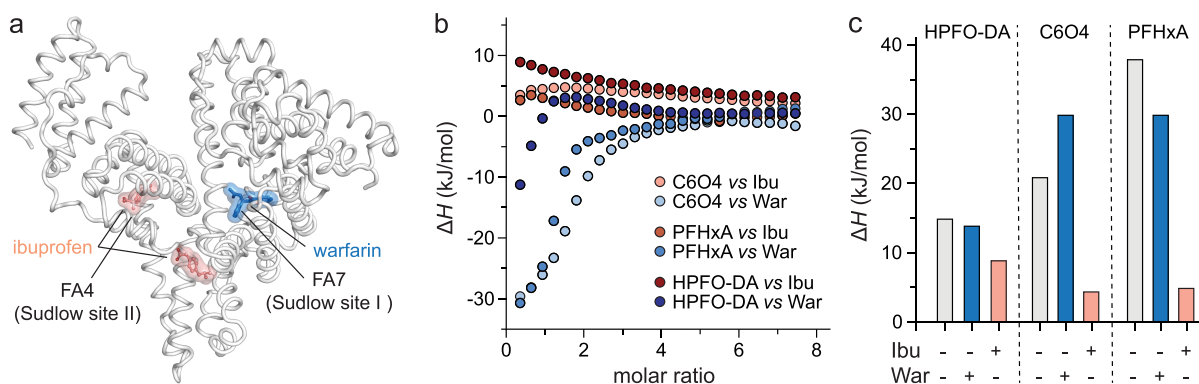 a
ibuprofen
FA4
(Sudlow site II)
warfarin
FA7
(Sudlow site I )
b
ΔH (kJ/mol)
10
0
-10
-20
-30
0 2 4 6 8
molar ratio
C6O4 vs Ibu
C6O4 vs War
PFHxA vs Ibu
PFHxA vs War
HPFO-DA vs Ibu
HPFO-DA vs War
c
HPFO-DA C6O4 PFHxA
ΔH (kJ/mol)
40
30
20
10
0
Ibu - - + - - + - - +
War - + - - + - - + -